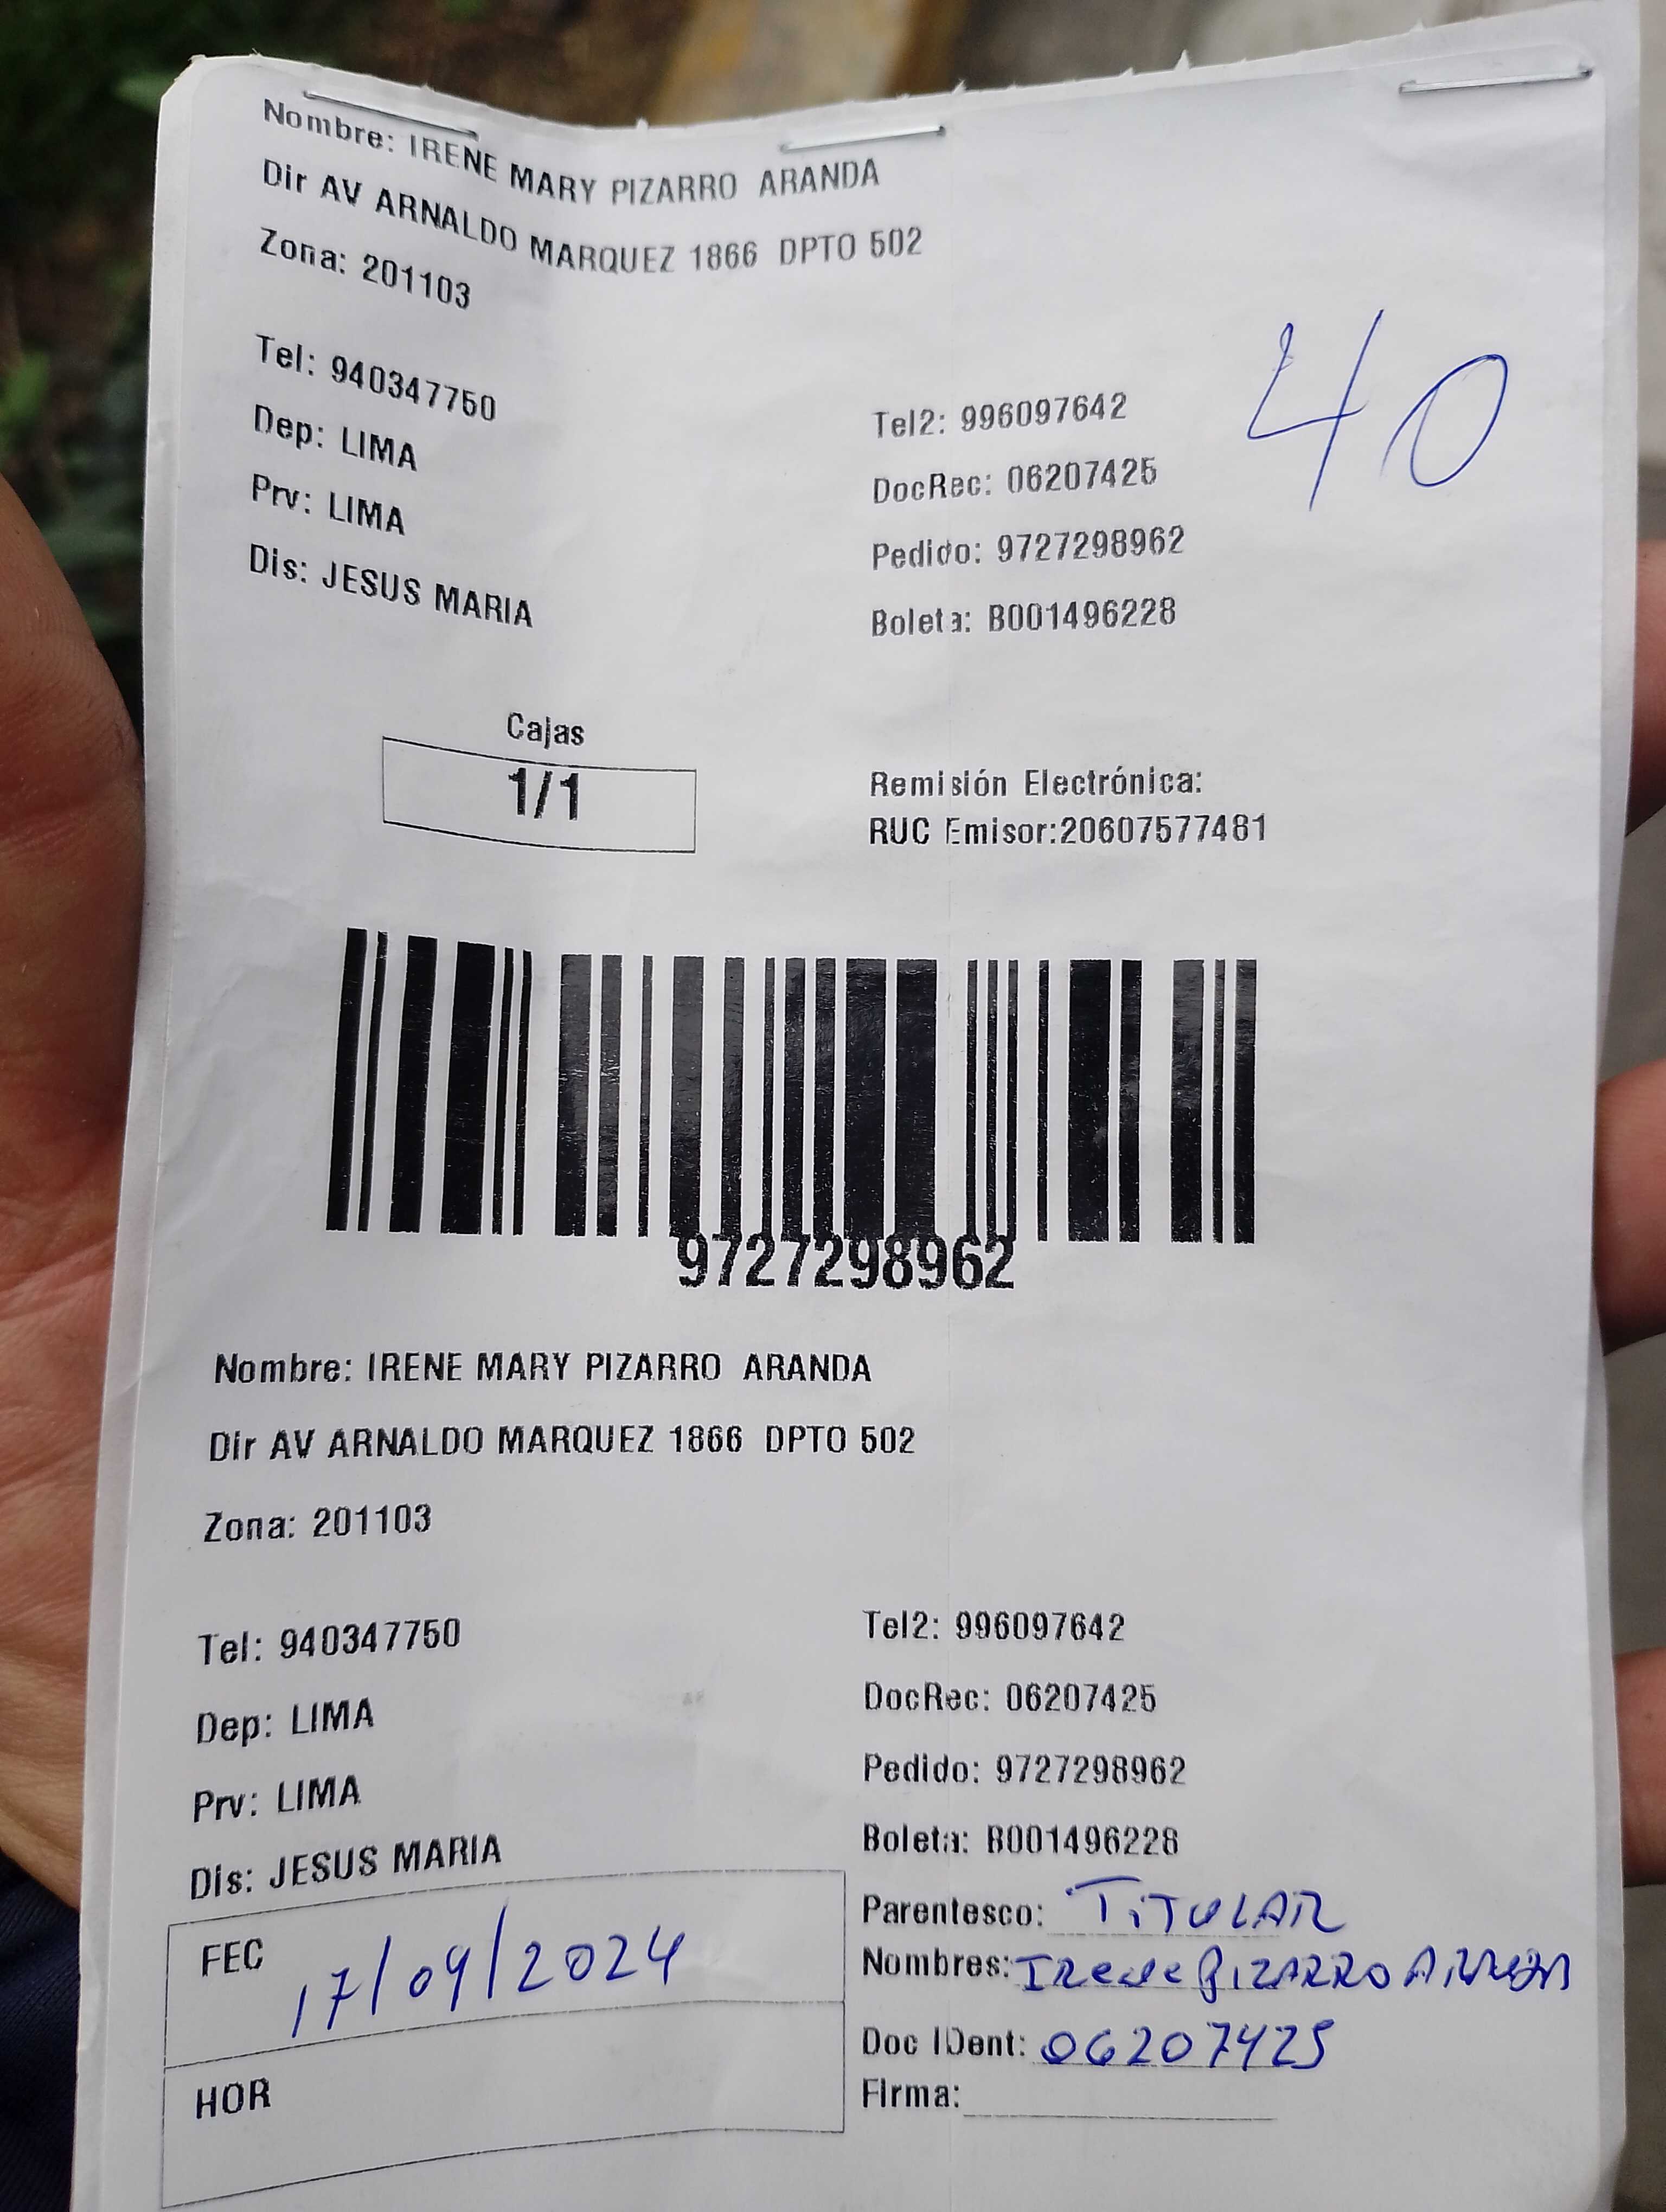 Nombre: IRENE MARY PIZARRO ARANDA
Dir AV ARNALDO MARQUEZ 1866 DPTO 502
Zona: 201103
40
Tel: 940347750
Tel2: 996097642
Dep: LIMA
DocRec: 06207425
Prv: LIMA
Pedido: 9727298962
Dis: JESUS MARIA
Boleta: B001496228
Cajas
1/1
Remisión Electrónica:
RUC Emisor:20607577481
9727298962
Nombre: IRENE MARY PIZARRO ARANDA
Dir AV ARNALDO MARQUEZ 1866 DPTO 502
Zona: 201103
Tel: 940347750
Tel2: 996097642
Dep: LIMA
DocRec: 06207425
Prv: LIMA
Pedido: 9727298962
Dis: JESUS MARIA
Boleta: B001496228
FEC 17/09/2024
HOR
Parentesco: TITULAR
Nombres: Irene PIZARRO
Doc IDent: 06207425
Firma: